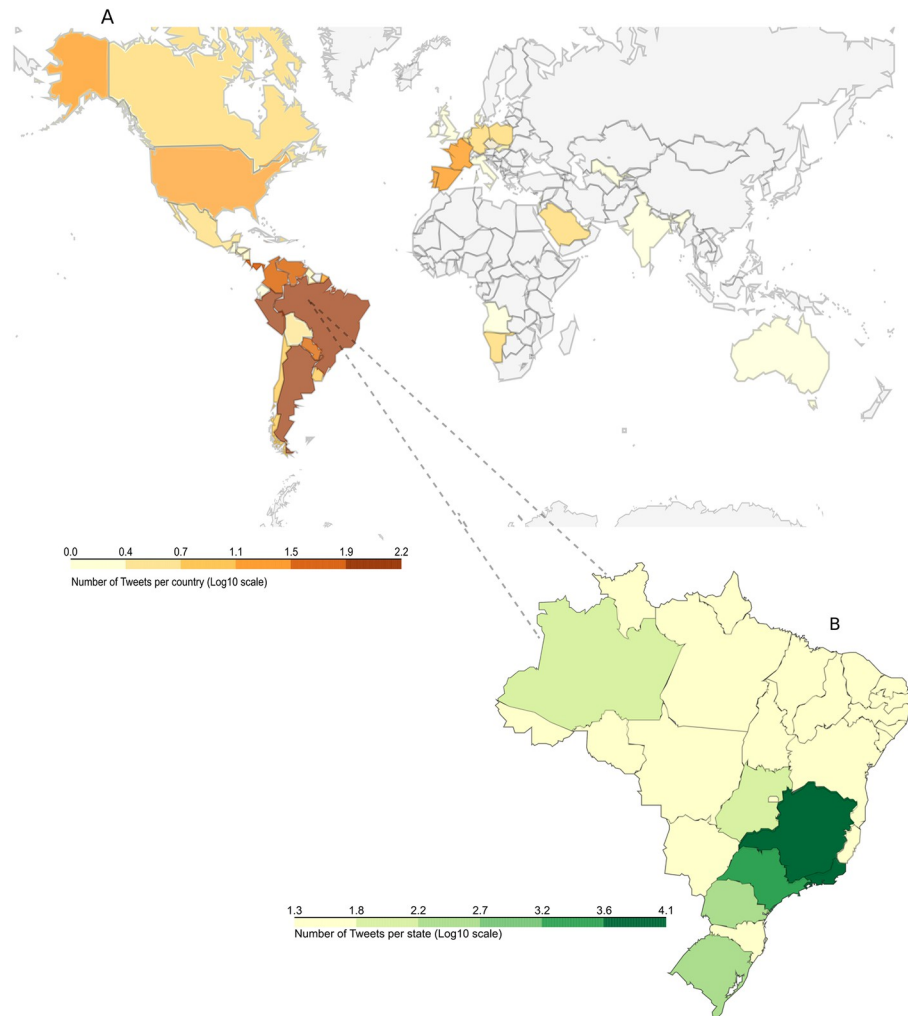 A
0.0 0.4 0.7 1.1 1.5 1.9 2.2
Number of Tweets per country (Log10 scale)
B
1.3 1.8 2.2 2.7 3.2 3.6 4.1
Number of Tweets per state (Log10 scale)